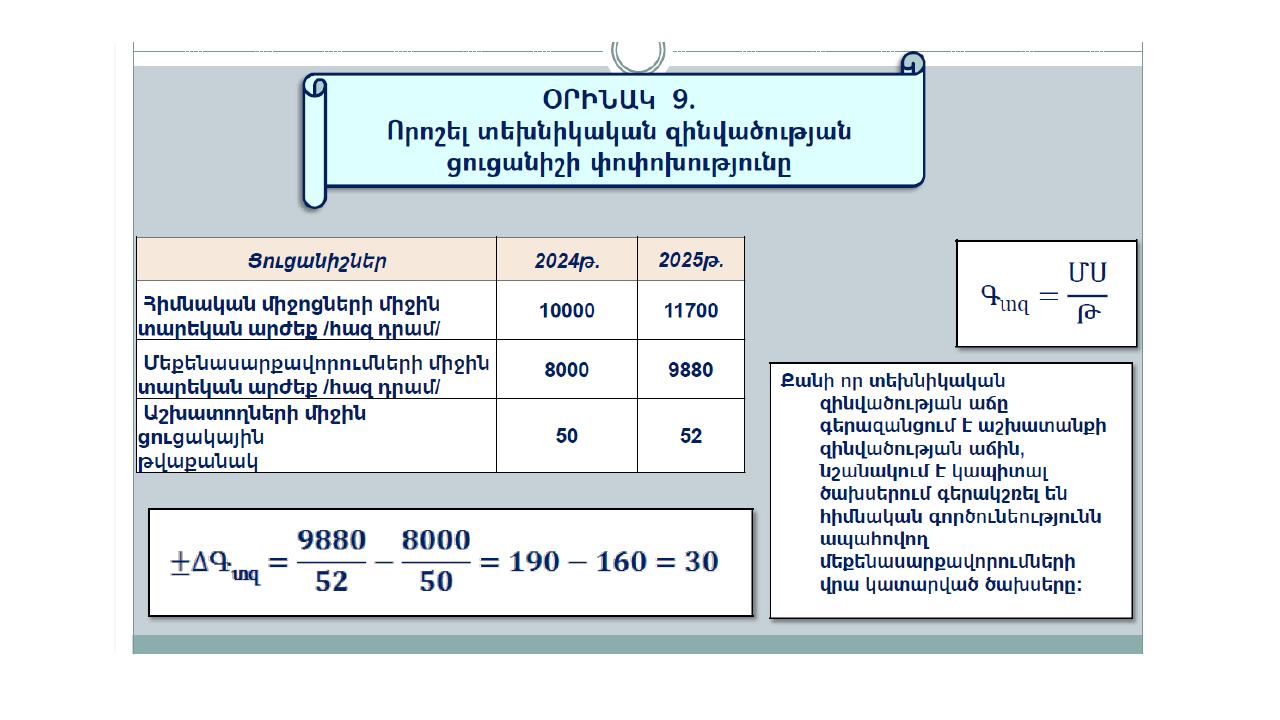 ՕՐԻՆԱԿ 9.
Որոշել տեխնիկական զինվածության
ցուցանիշի փոփոխությունը
Ցուցանիշներ 2024թ. 2025թ.
Հիմնական միջոցների միջին
տարեկան արժեք /հազ դրամ/ 10000 11700
Մեքենասարքավորումների միջին
տարեկան արժեք /հազ դրամ/ 8000 9880
Աշխատողների միջին
ցուցակային
թվաքանակ 50 52
Գտզ = ՄՍ / Թ
Քանի որ տեխնիկական
զինվածության աճը
գերազանցում է աշխատանքի
զինվածության աճին,
նշանակում է կապիտալ
ծախսերում գերակշռել են
հիմնական գործունեությունն
ապահովող
մեքենասարքավորումների
վրա կատարված ծախսերը:
±ΔԳտզ = 9880 / 52 − 8000 / 50 = 190 − 160 = 30